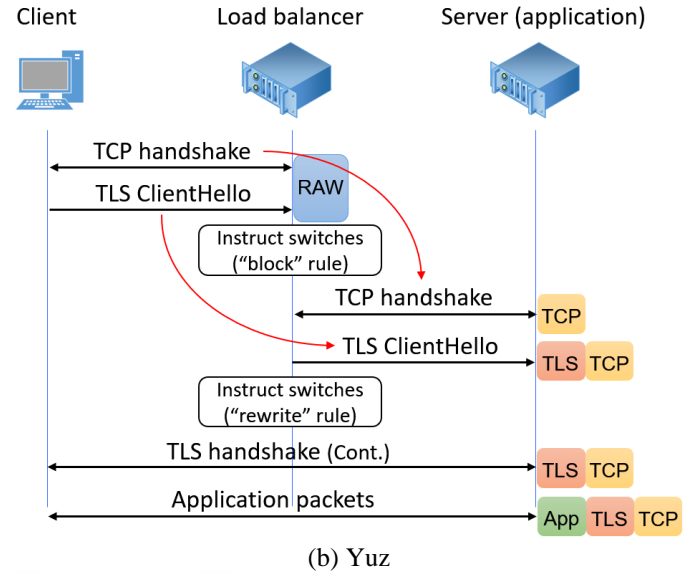 Client
Load balancer
Server (application)
TCP handshake
RAW
TLS ClientHello
Instruct switches
(“block” rule)
TCP handshake
TCP
TLS ClientHello
TLS TCP
Instruct switches
(“rewrite” rule)
TLS handshake (Cont.)
TLS TCP
Application packets
App TLS TCP
(b) Yuz